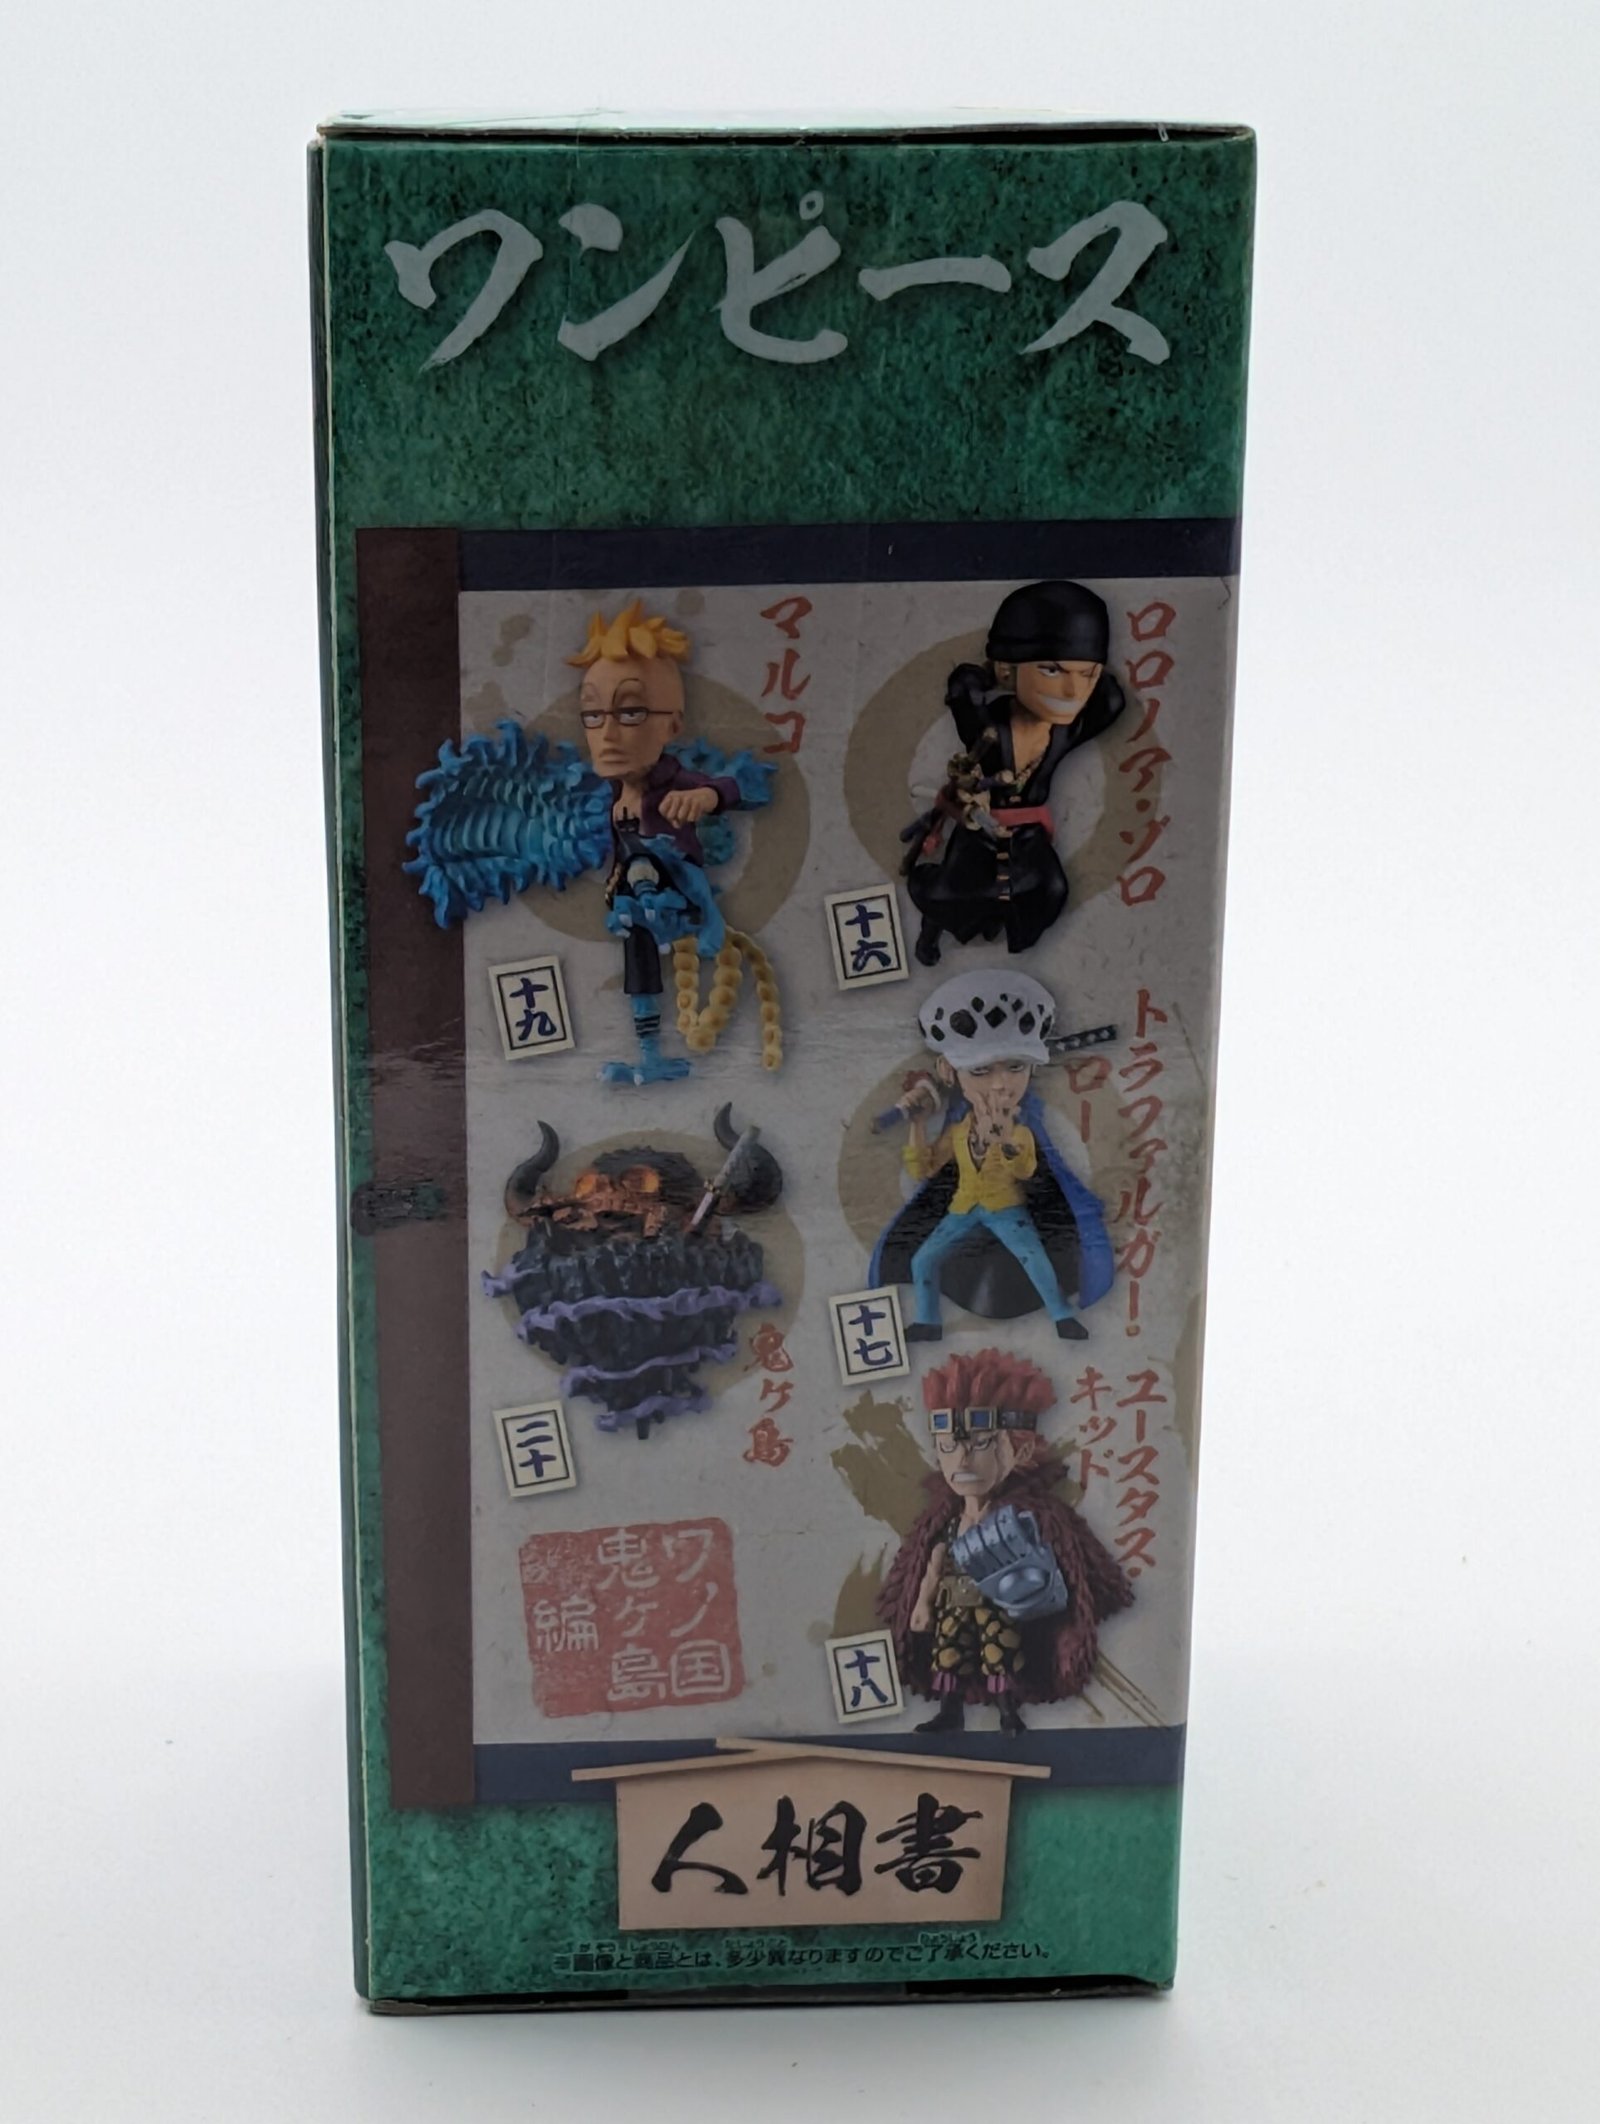 ワンピース
ロロノア・ゾロ
十六
トラファルガー・
ロー
十七
ユースタス・
キッド
十八
マルコ
十九
鬼ヶ島
二十
ワノ国
鬼ヶ島
編
人相書
※画像と商品とは、多少異なりますのでご了承ください。